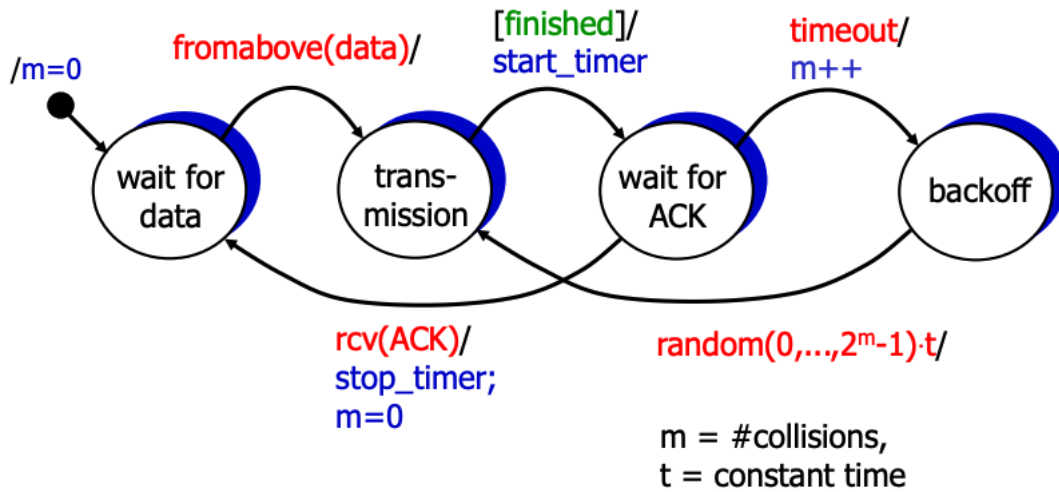 /m=0
fromabove(data)/
[finished]/
start_timer
timeout/
m++
wait for
data
trans-
mission
wait for
ACK
backoff
rcv(ACK)/
stop_timer;
m=0
random(0,...,2ᵐ-1)·t/
m = #collisions,
t = constant time